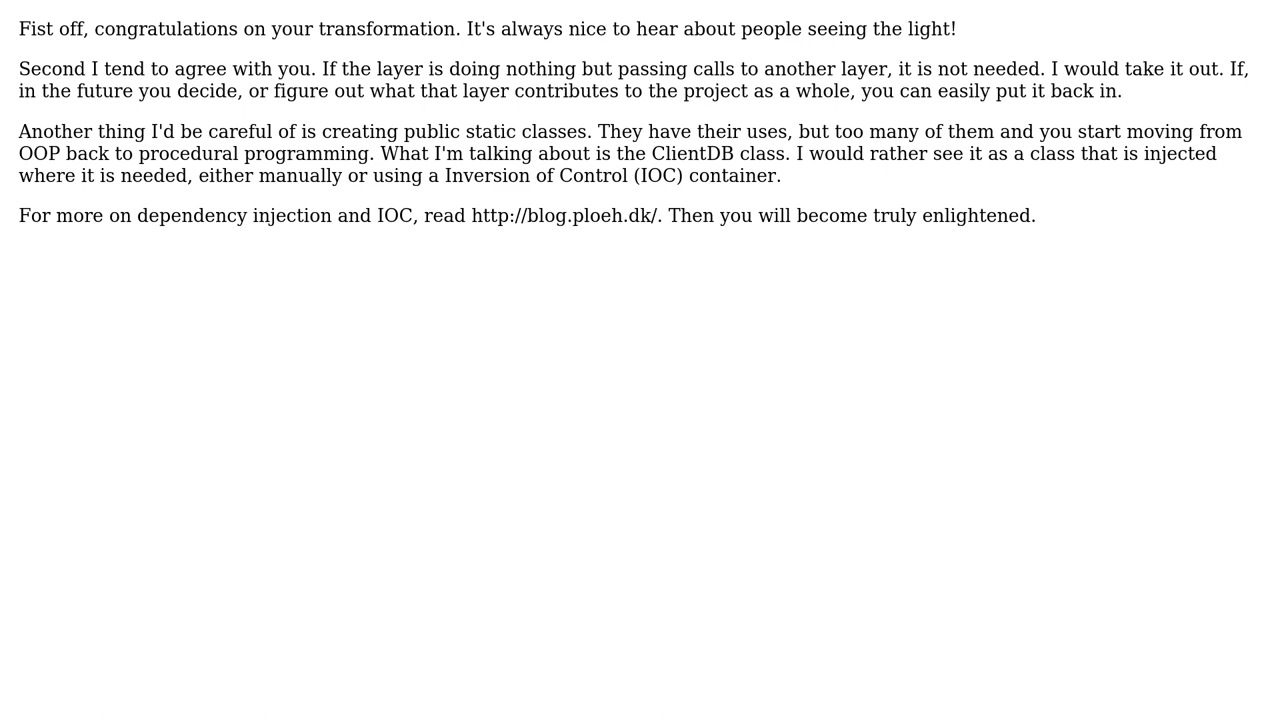 Fist off, congratulations on your transformation. It's always nice to hear about people seeing the light!
Second I tend to agree with you. If the layer is doing nothing but passing calls to another layer, it is not needed. I would take it out. If,
in the future you decide, or figure out what that layer contributes to the project as a whole, you can easily put it back in.
Another thing I'd be careful of is creating public static classes. They have their uses, but too many of them and you start moving from
OOP back to procedural programming. What I'm talking about is the ClientDB class. I would rather see it as a class that is injected
where it is needed, either manually or using a Inversion of Control (IOC) container.
For more on dependency injection and IOC, read http://blog.ploeh.dk/. Then you will become truly enlightened.